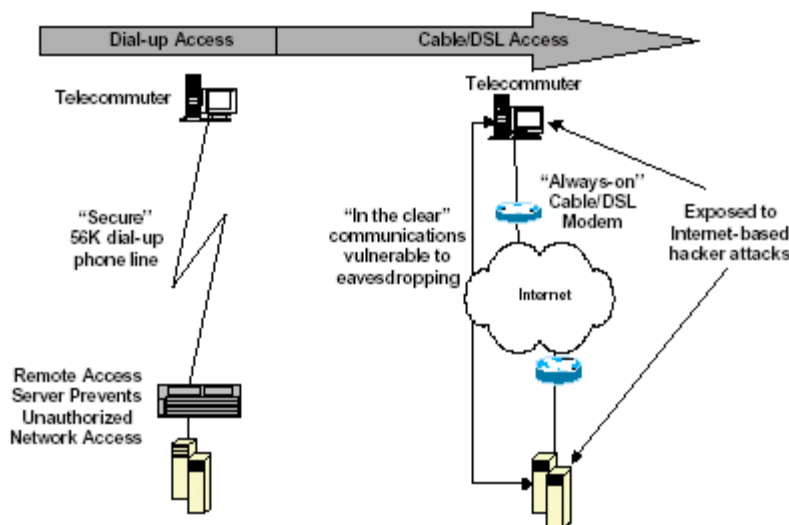 Dial-up Access
Cable/DSL Access
Telecommuter
"Secure"
56K dial-up
phone line
Remote Access
Server Prevents
Unauthorized
Network Access
Telecommuter
"In the clear"
communications
vulnerable to
eavesdropping
"Always-on"
Cable/DSL
Modem
Internet
Exposed to
Internet-based
hacker attacks